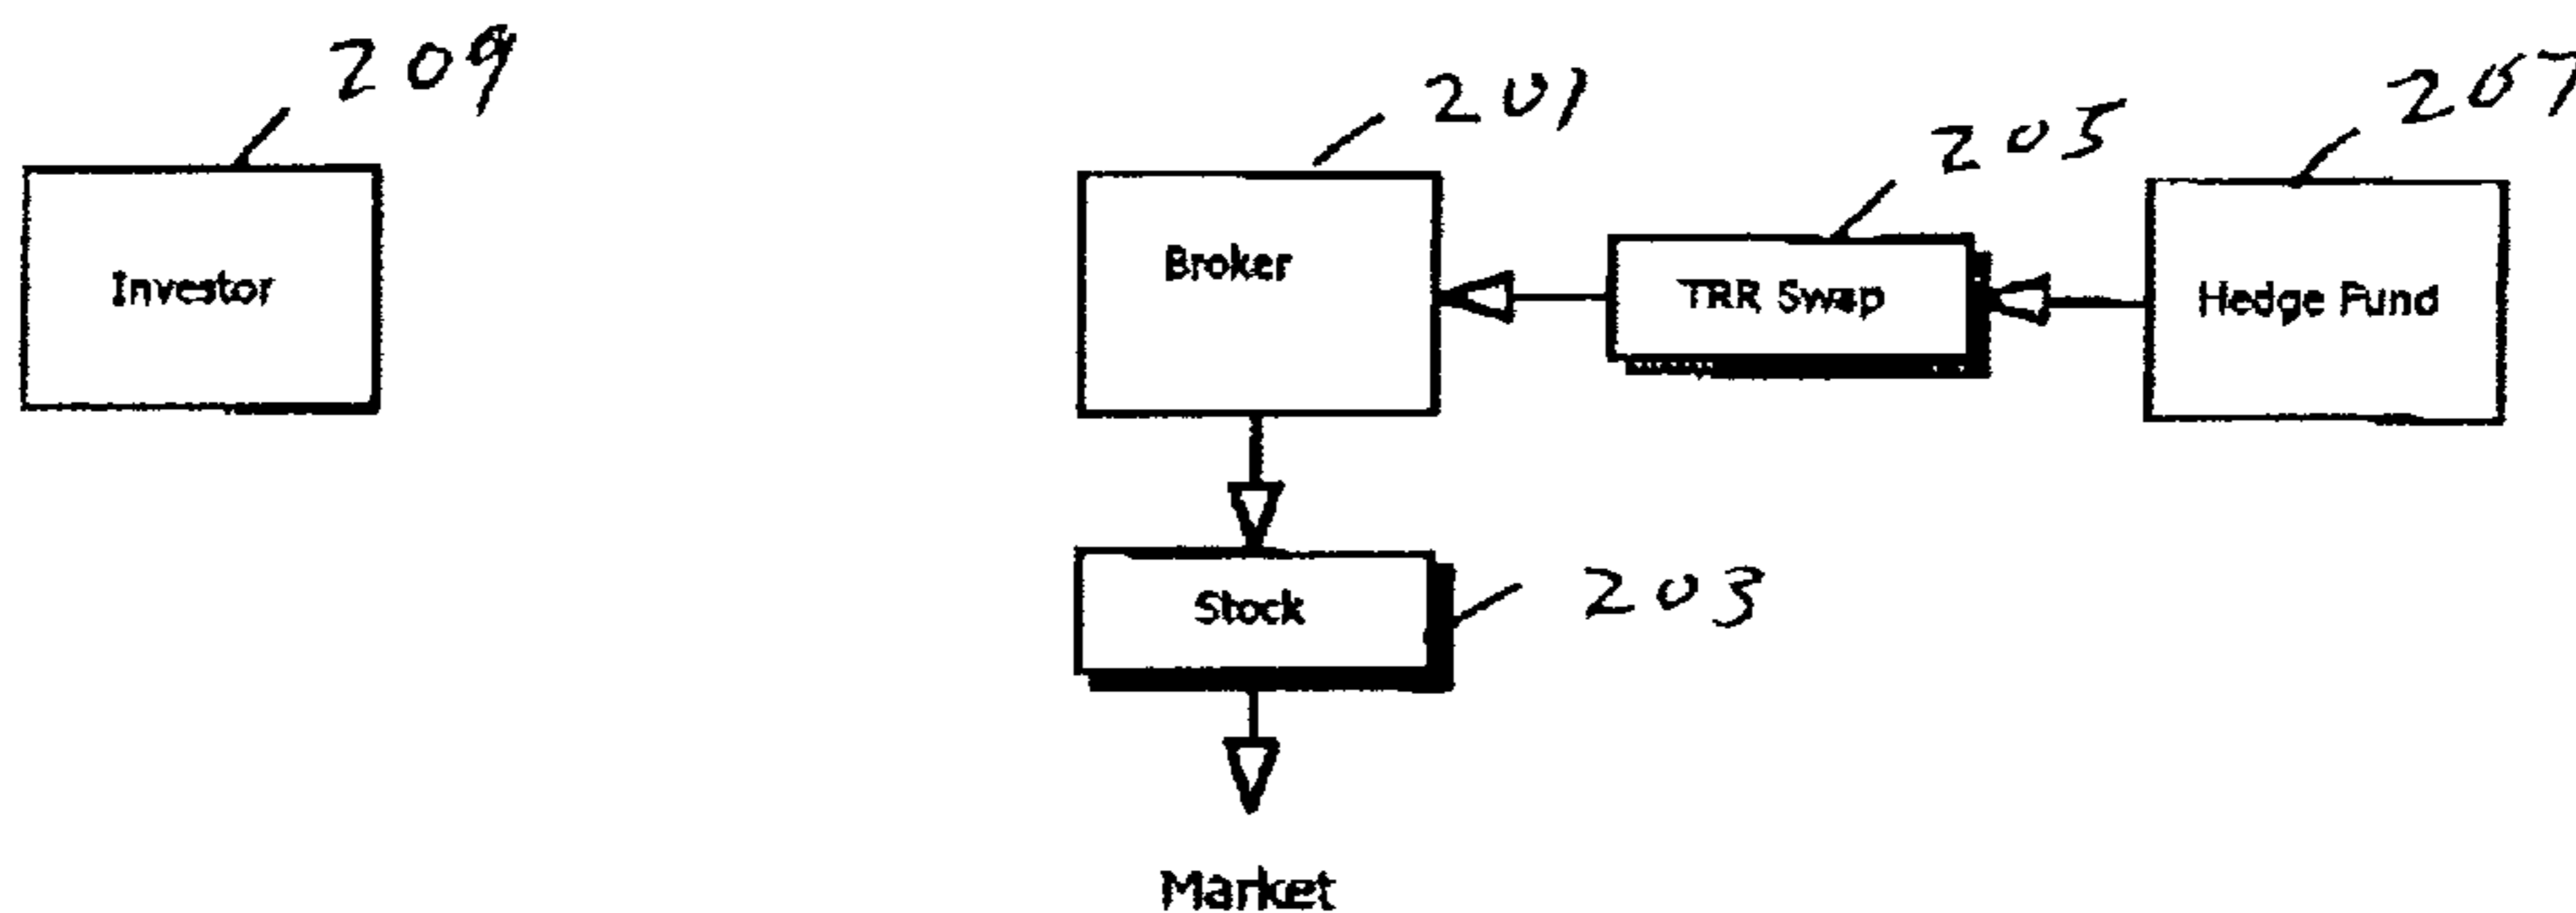 209
201
205
207
Investor
Broker
TRR Swap
Hedge Fund
Stock
203
Market